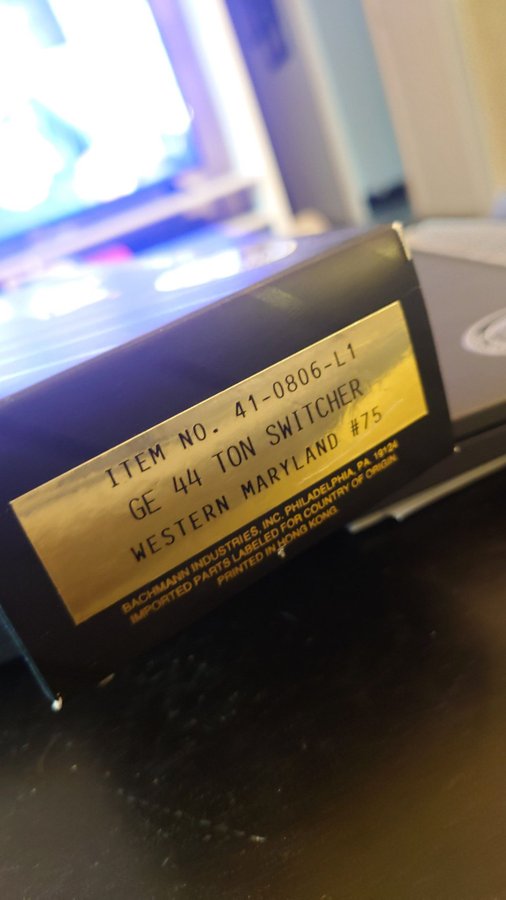 ITEM NO. 41-0806-L1
GE 44 TON SWITCHER
WESTERN MARYLAND #75
BACHMANN INDUSTRIES, INC. PHILADELPHIA, PA. 19124
IMPORTED PARTS LABELED FOR COUNTRY OF ORIGIN.
PRINTED IN HONG KONG.